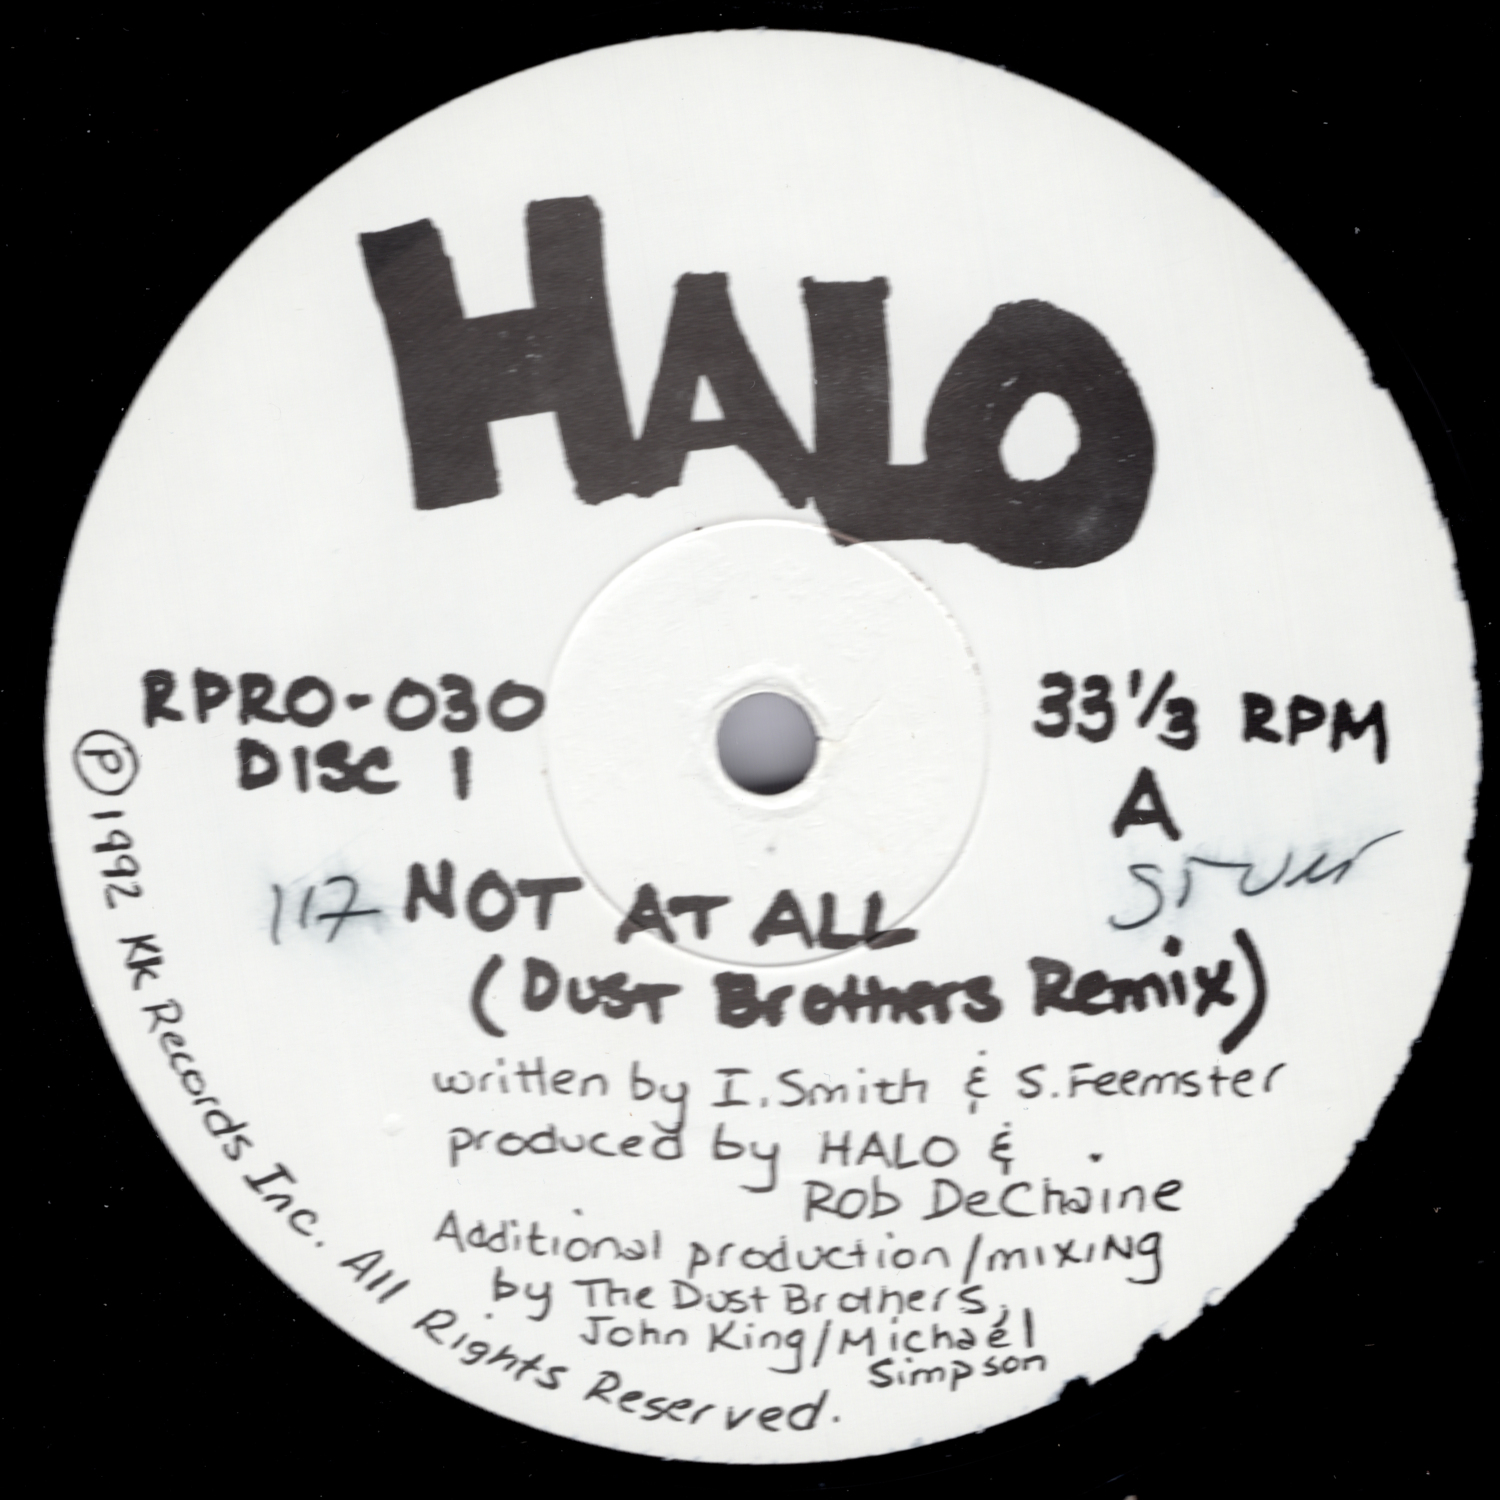 HALO
RPRO-030
DISC 1
33 1/3 RPM
A
117
NOT AT ALL
(Dust Brothers Remix)
written by I. Smith & S. Feemster
produced by HALO &
Rob DeChaine
Additional production/mixing
by The Dust Brothers,
John King/Michael
Simpson
℗ 1992 KK Records Inc. All Rights Reserved.